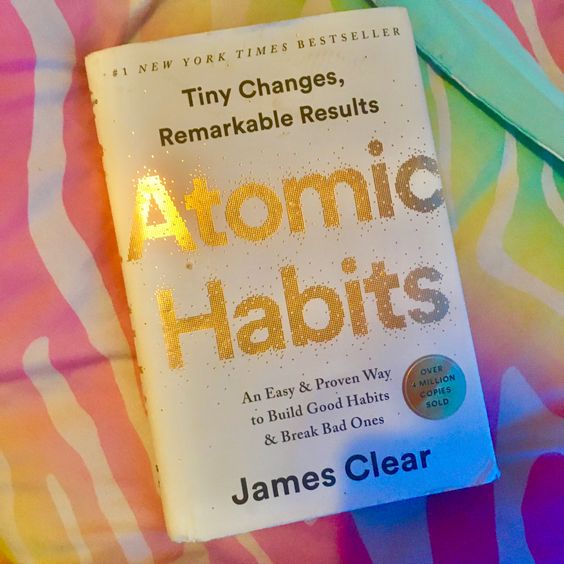 #1 NEW YORK TIMES BESTSELLER
Tiny Changes,
Remarkable Results
Atomic
Habits
An Easy & Proven Way
to Build Good Habits
& Break Bad Ones
OVER
4 MILLION
COPIES
SOLD
James Clear